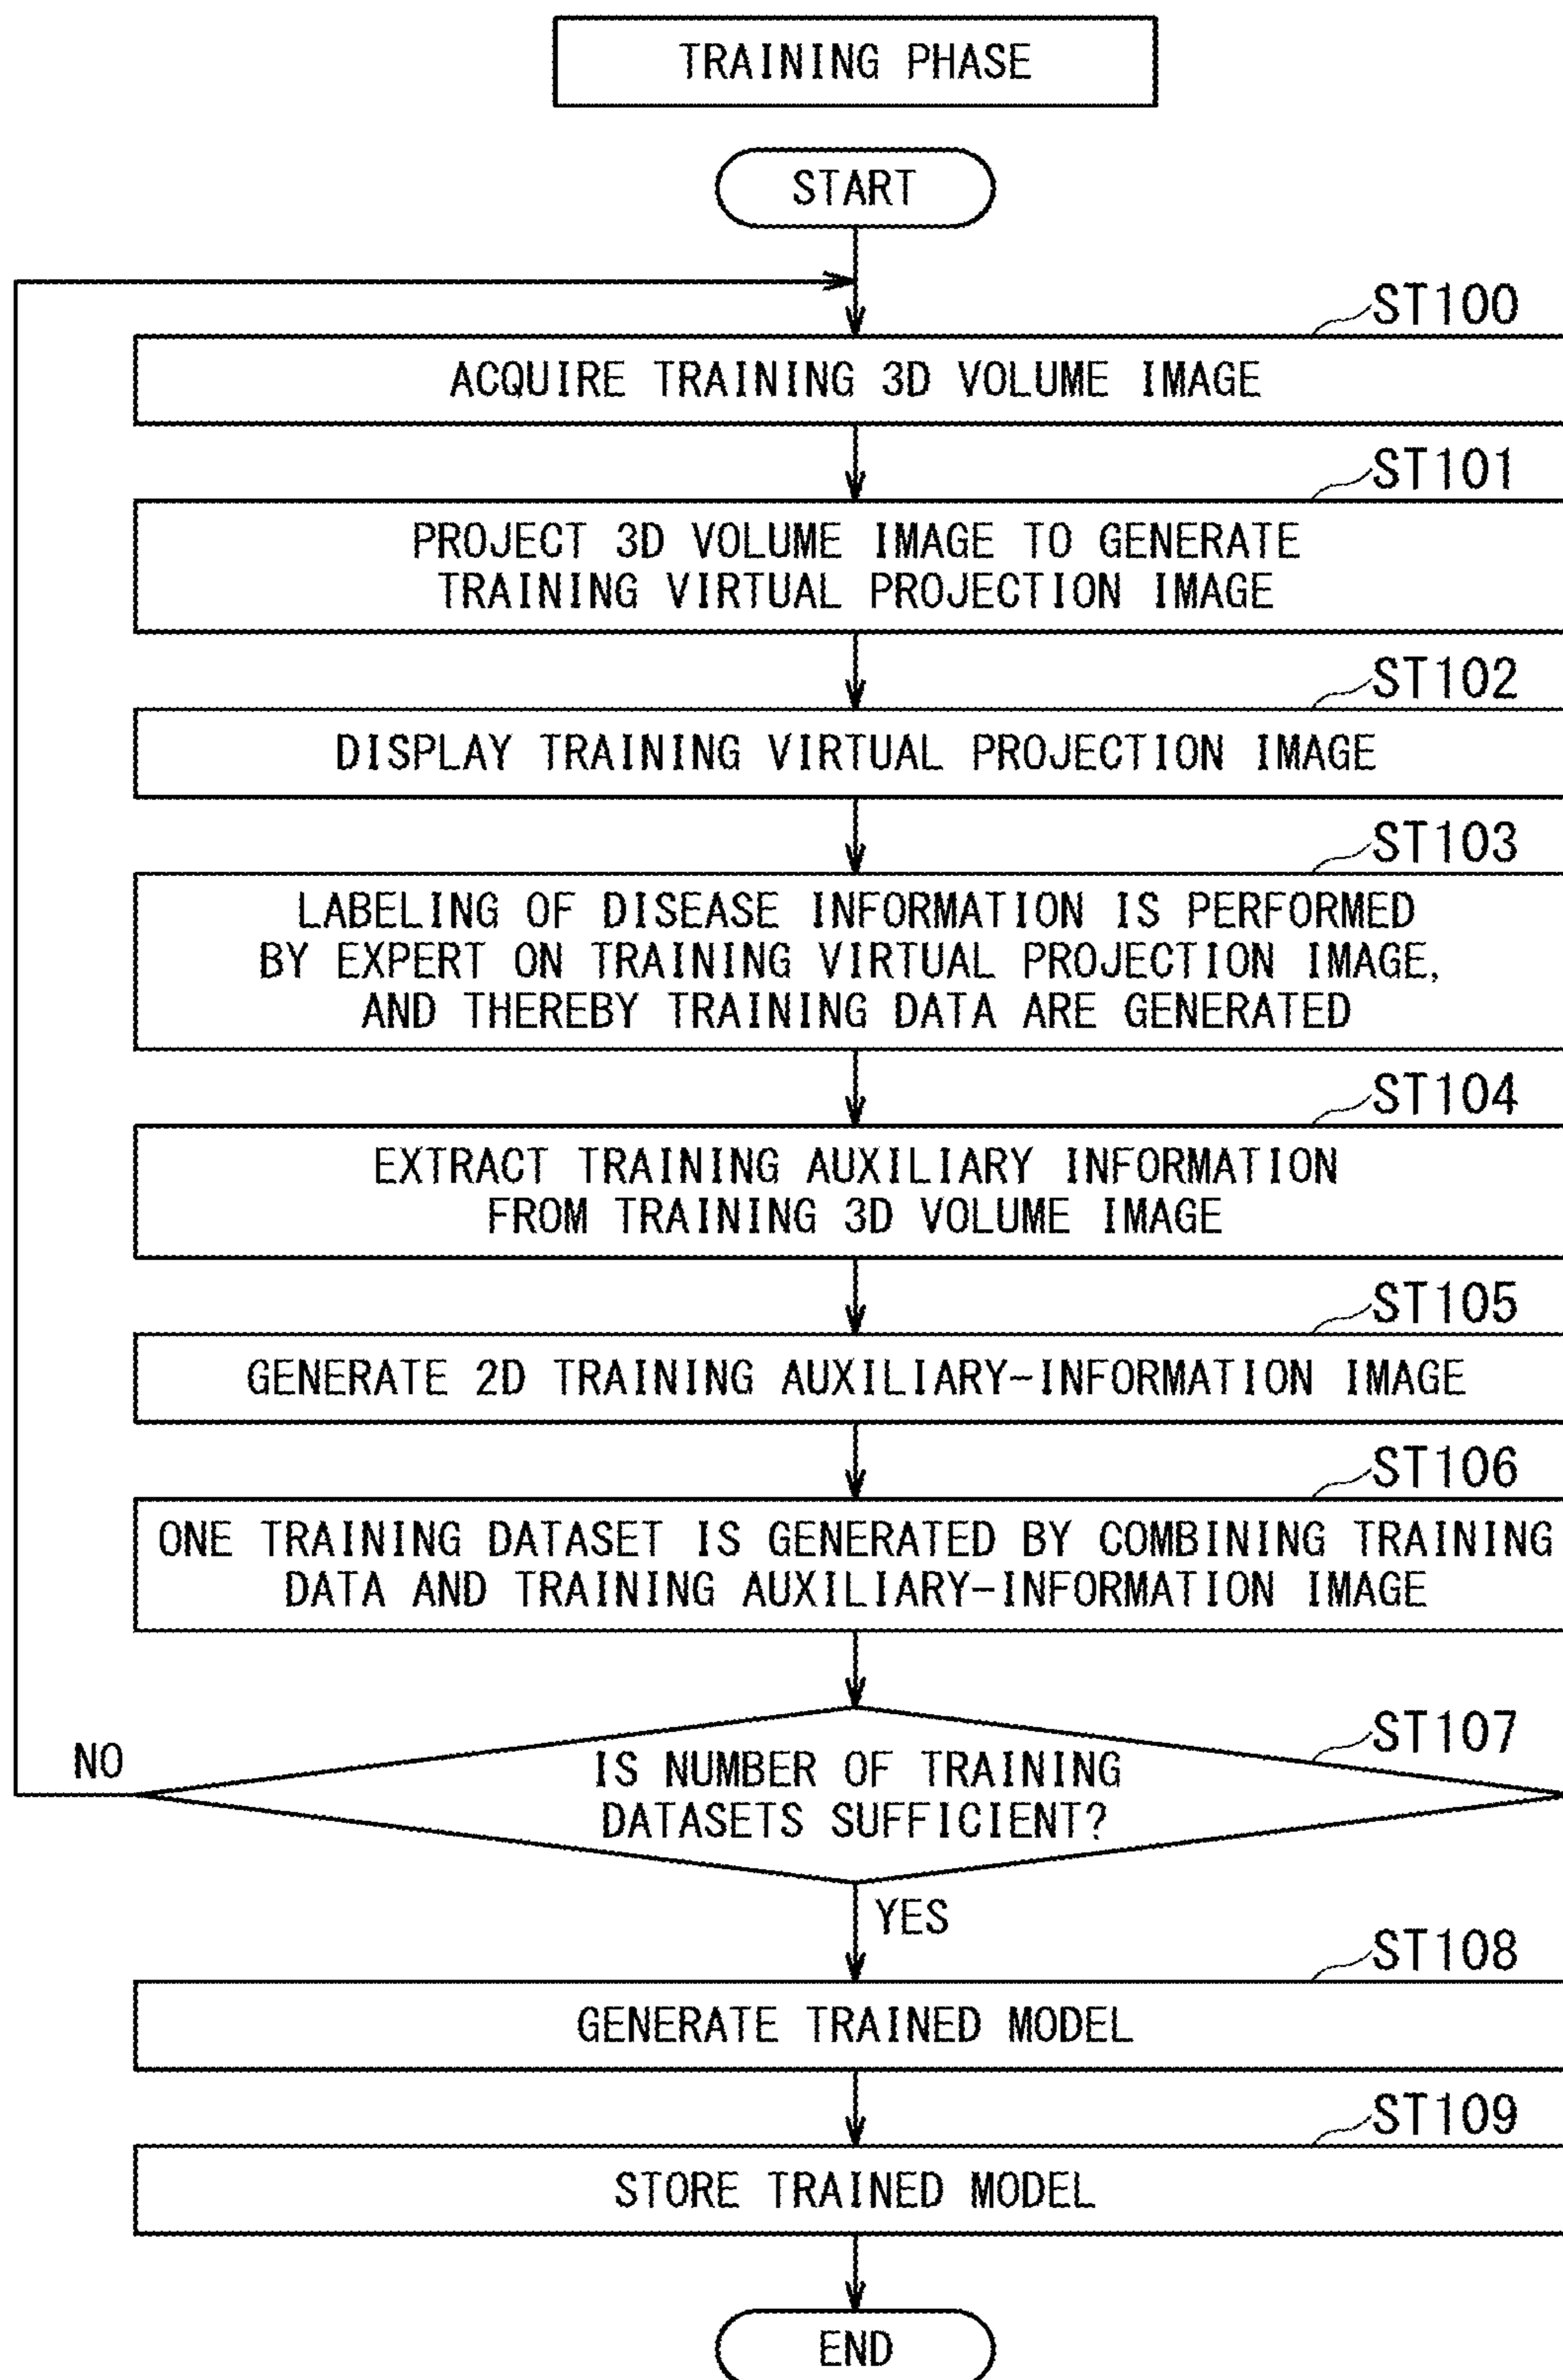 TRAINING PHASE
START
ST100
ACQUIRE TRAINING 3D VOLUME IMAGE
ST101
PROJECT 3D VOLUME IMAGE TO GENERATE
TRAINING VIRTUAL PROJECTION IMAGE
ST102
DISPLAY TRAINING VIRTUAL PROJECTION IMAGE
ST103
LABELING OF DISEASE INFORMATION IS PERFORMED
BY EXPERT ON TRAINING VIRTUAL PROJECTION IMAGE,
AND THEREBY TRAINING DATA ARE GENERATED
ST104
EXTRACT TRAINING AUXILIARY INFORMATION
FROM TRAINING 3D VOLUME IMAGE
ST105
GENERATE 2D TRAINING AUXILIARY-INFORMATION IMAGE
ST106
ONE TRAINING DATASET IS GENERATED BY COMBINING TRAINING
DATA AND TRAINING AUXILIARY-INFORMATION IMAGE
ST107
NO
IS NUMBER OF TRAINING
DATASETS SUFFICIENT?
YES
ST108
GENERATE TRAINED MODEL
ST109
STORE TRAINED MODEL
END